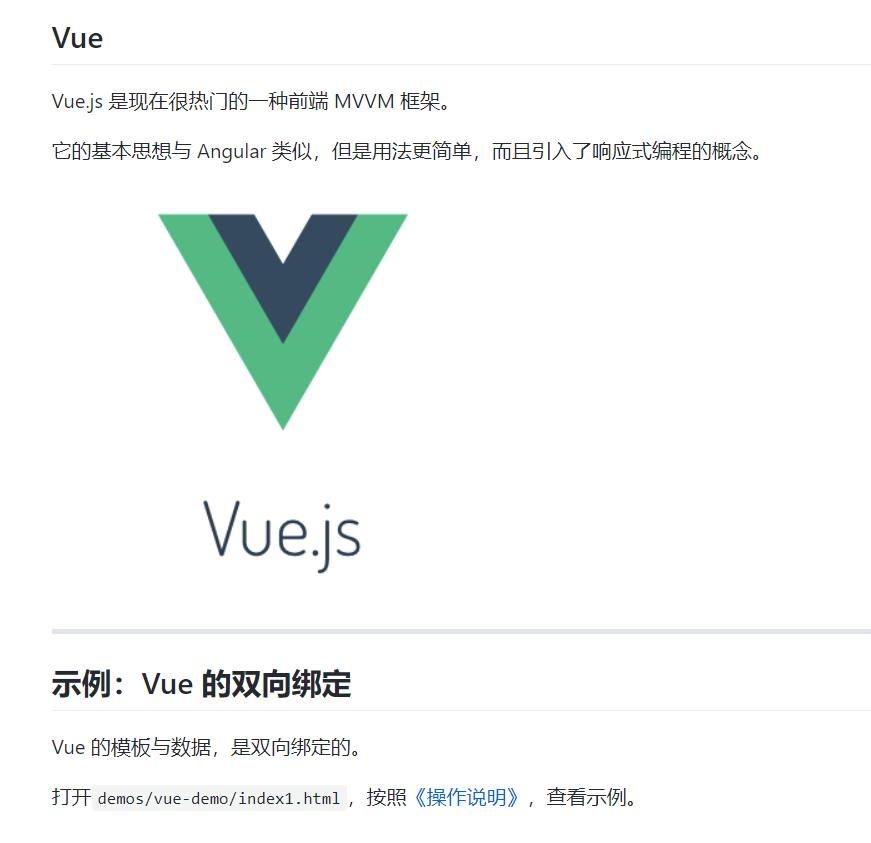 Vue
Vue.js 是现在很热门的一种前端 MVVM 框架。
它的基本思想与 Angular 类似，但是用法更简单，而且引入了响应式编程的概念。
Vue.js
示例：Vue 的双向绑定
Vue 的模板与数据，是双向绑定的。
打开 demos/vue-demo/index1.html ，按照《操作说明》，查看示例。